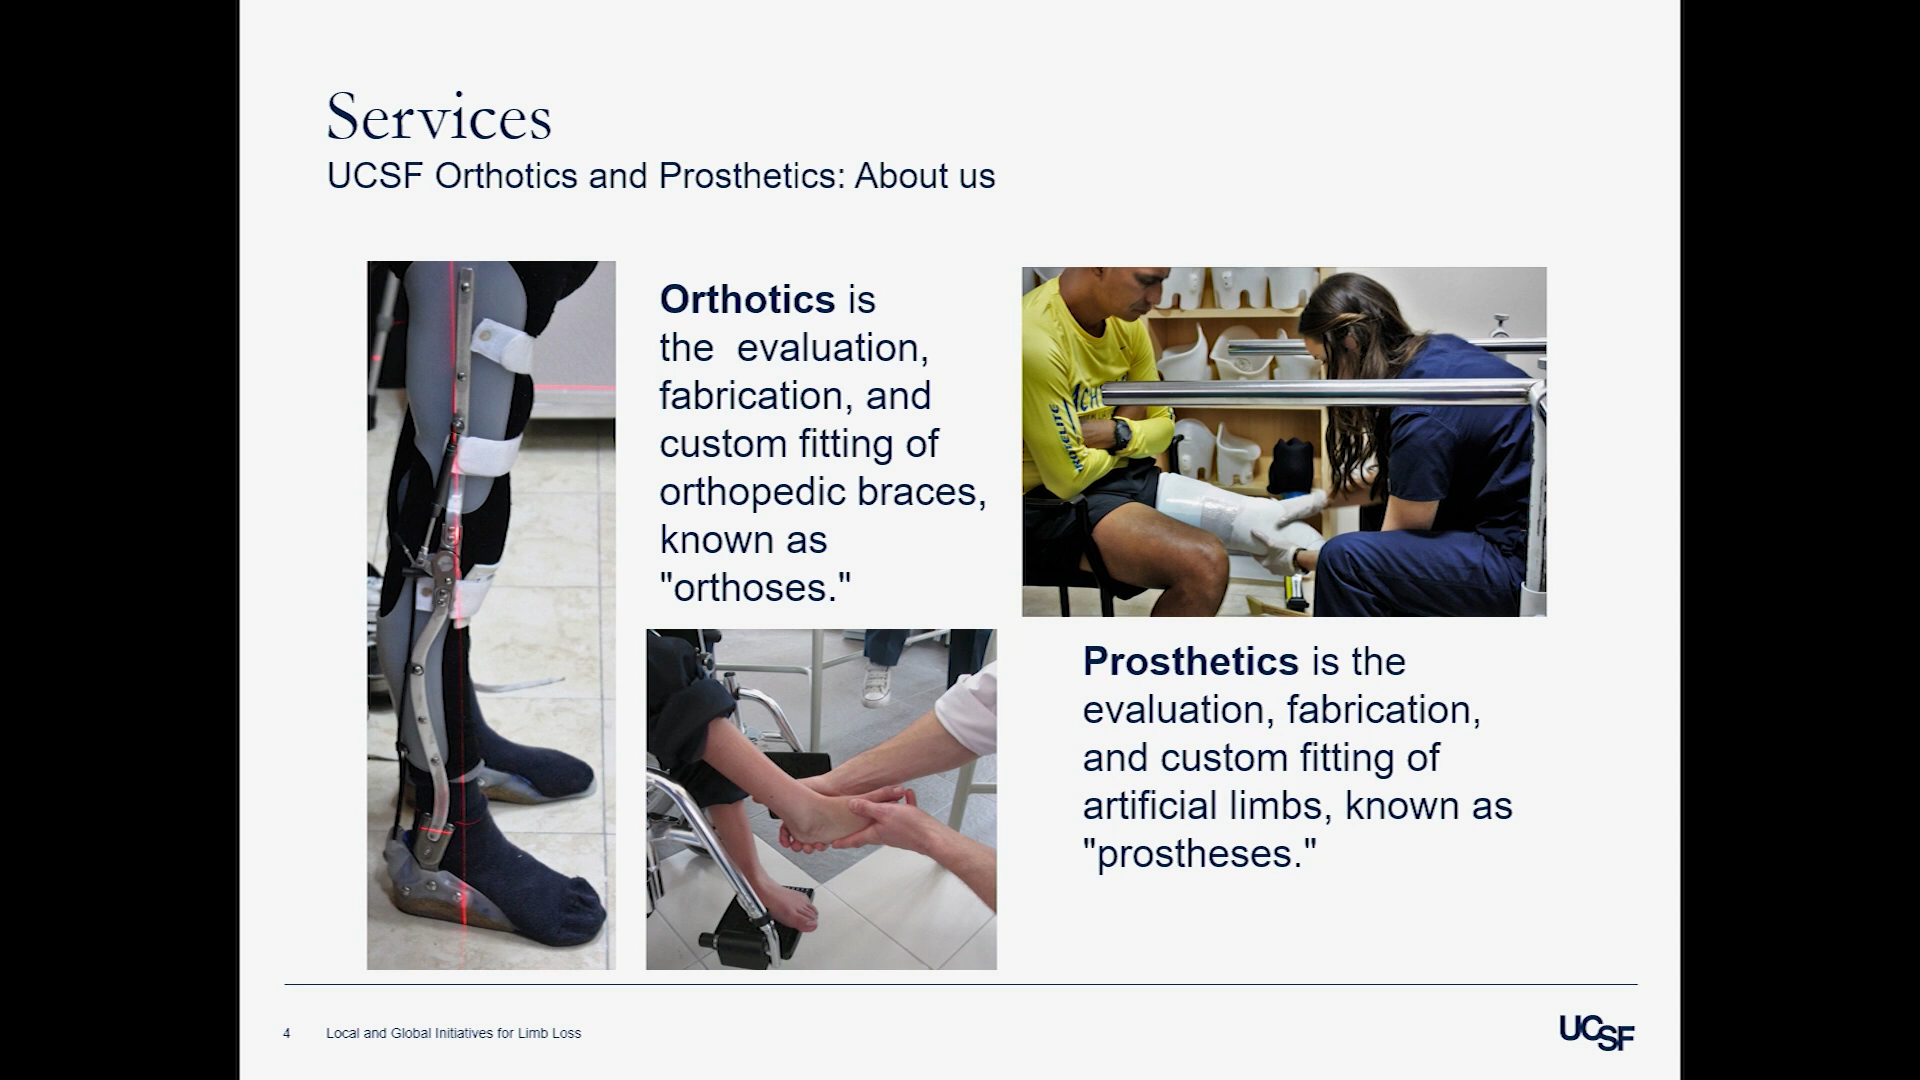 Services
UCSF Orthotics and Prosthetics: About us
Orthotics is
the  evaluation,
fabrication, and
custom fitting of
orthopedic braces,
known as
"orthoses."
Prosthetics is the
evaluation, fabrication,
and custom fitting of
artificial limbs, known as
"prostheses."
4
Local and Global Initiatives for Limb Loss
UCSF